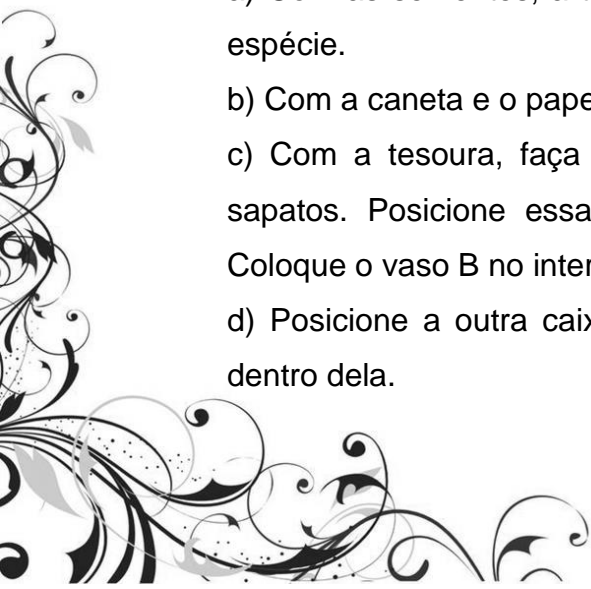 espécie.
b) Com a caneta e o pape
c) Com a tesoura, faça
sapatos. Posicione essa
Coloque o vaso B no inter
d) Posicione a outra caix
dentro dela.